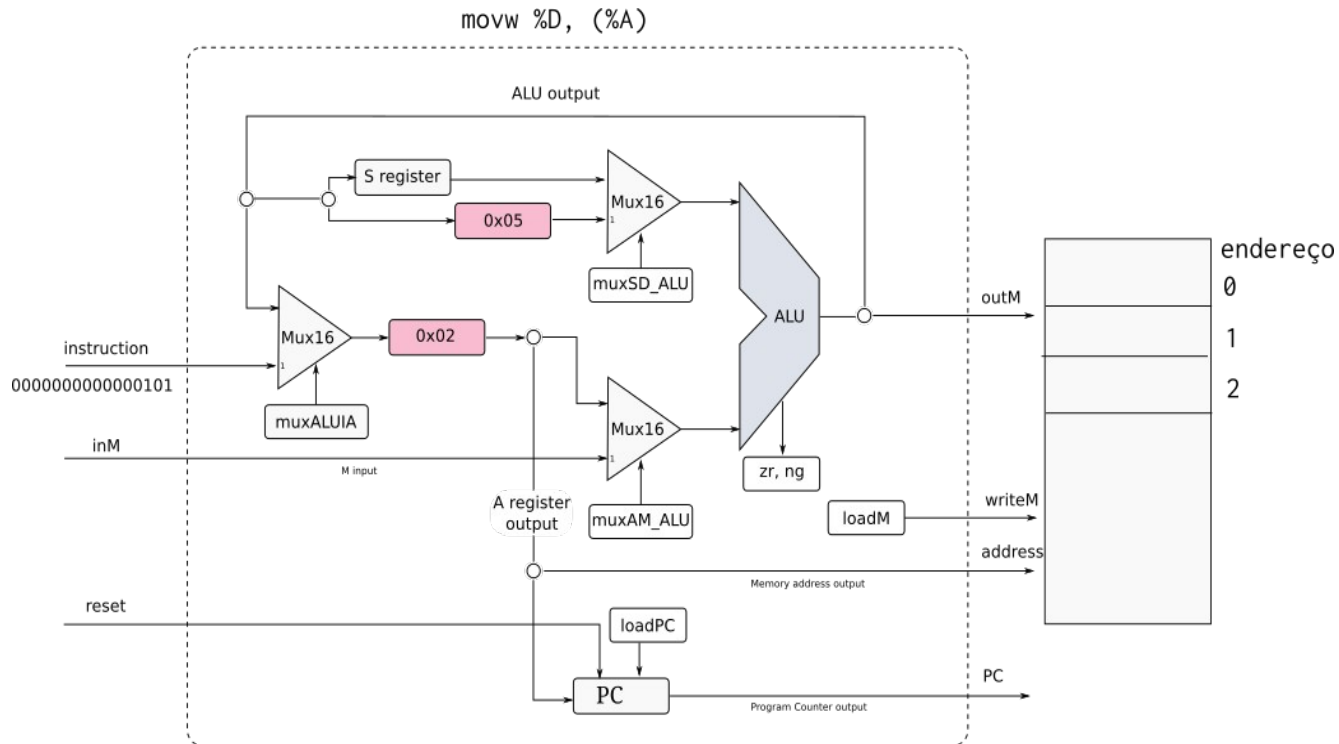 movw %D, (%A)
ALU output
S register
Mux16
0x05
1
muxSD_ALU
endereço
0
outM
Mux16
0x02
ALU
1
instruction
1
0000000000000101
2
muxALUIA
Mux16
inM
M input
1
zr, ng
A register
output
muxAM_ALU
loadM
writeM
address
Memory address output
reset
loadPC
PC
PC
Program Counter output